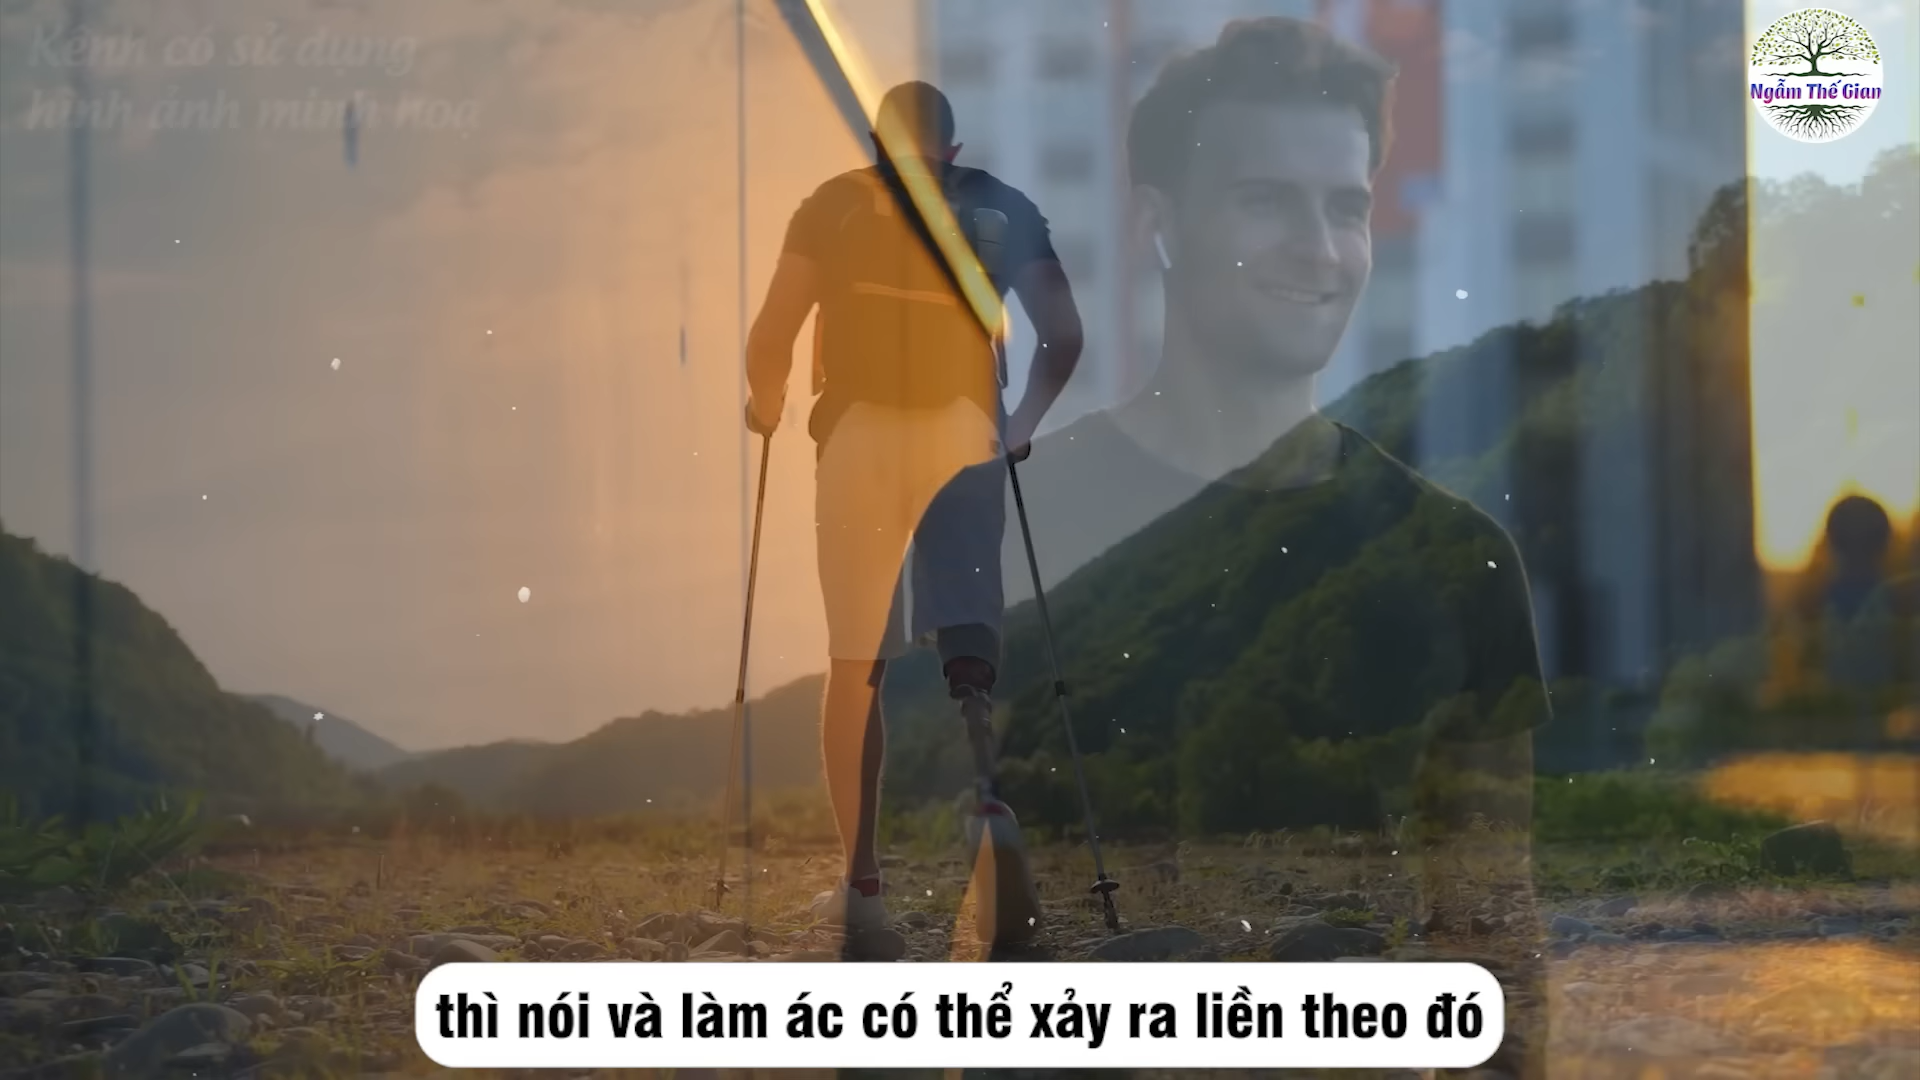 Kênh có sử dụng
hình ảnh minh hoạ
Ngẫm Thế Gian
thì nói và làm ác có thể xảy ra liền theo đó